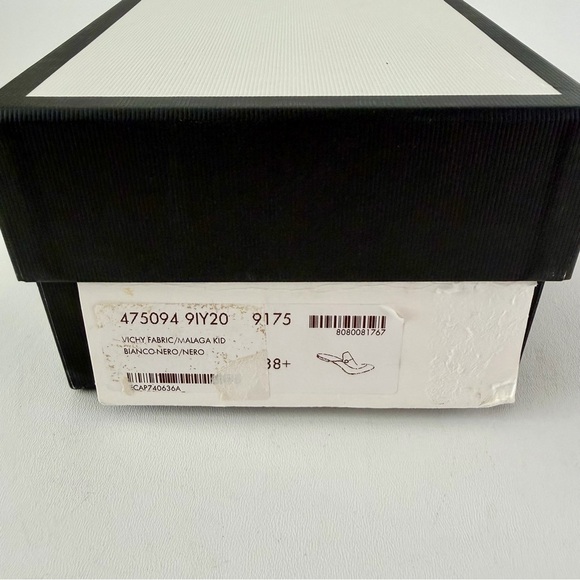 475094 9IY20 9175
8080081767
VICHY FABRIC/MALAGA KID
BIANCO-NERO/NERO
38+
CAP740636A